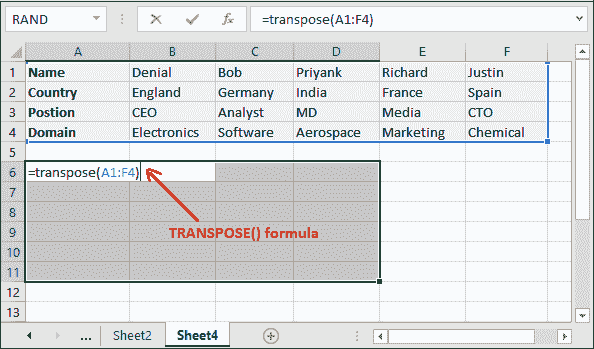 RAND =transpose(A1:F4)
A B C D E F
1 Name Denial Bob Priyank Richard Justin
2 Country England Germany India France Spain
3 Postion CEO Analyst MD Media CTO
4 Domain Electronics Software Aerospace Marketing Chemical
5
6 =transpose(A1:F4)
7
8
9 TRANSPOSE() formula
10
11
12
13
... Sheet2 Sheet4